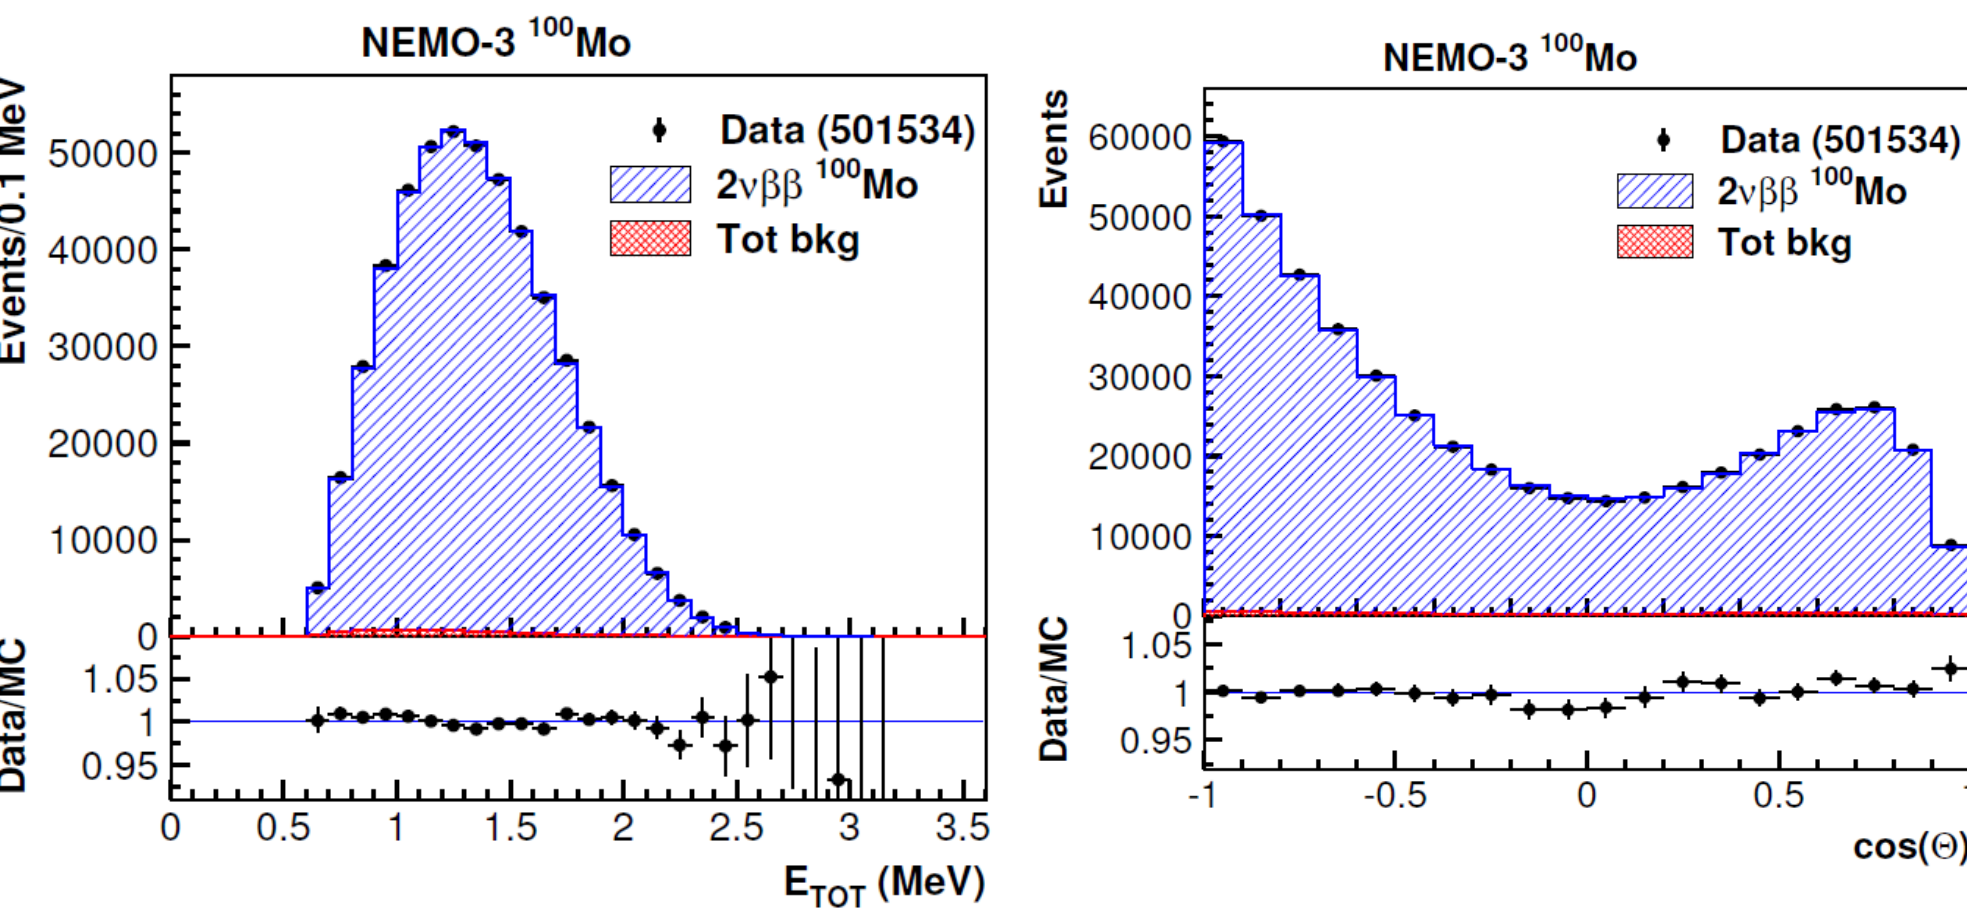 NEMO-3 ¹⁰⁰Mo
Events/0.1 MeV
50000
40000
30000
20000
10000
0
Data (501534)
2νββ ¹⁰⁰Mo
Tot bkg
Data/MC
1.05
1
0.95
0 0.5 1 1.5 2 2.5 3 3.5
E_TOT (MeV)
NEMO-3 ¹⁰⁰Mo
Events
60000
50000
40000
30000
20000
10000
0
Data (501534)
2νββ ¹⁰⁰Mo
Tot bkg
Data/MC
1.05
1
0.95
-1 -0.5 0 0.5 1
cos(Θ)